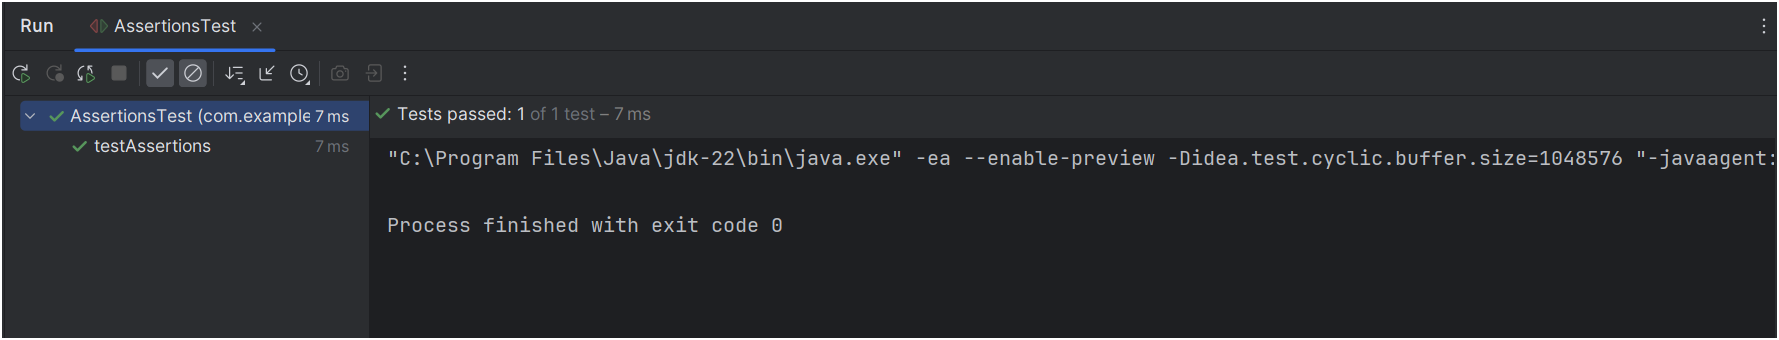 Run AssertionsTest
AssertionsTest (com.example 7 ms
testAssertions 7 ms
Tests passed: 1 of 1 test – 7 ms
"C:\Program Files\Java\jdk-22\bin\java.exe" -ea --enable-preview -Didea.test.cyclic.buffer.size=1048576 "-javaagent:
Process finished with exit code 0